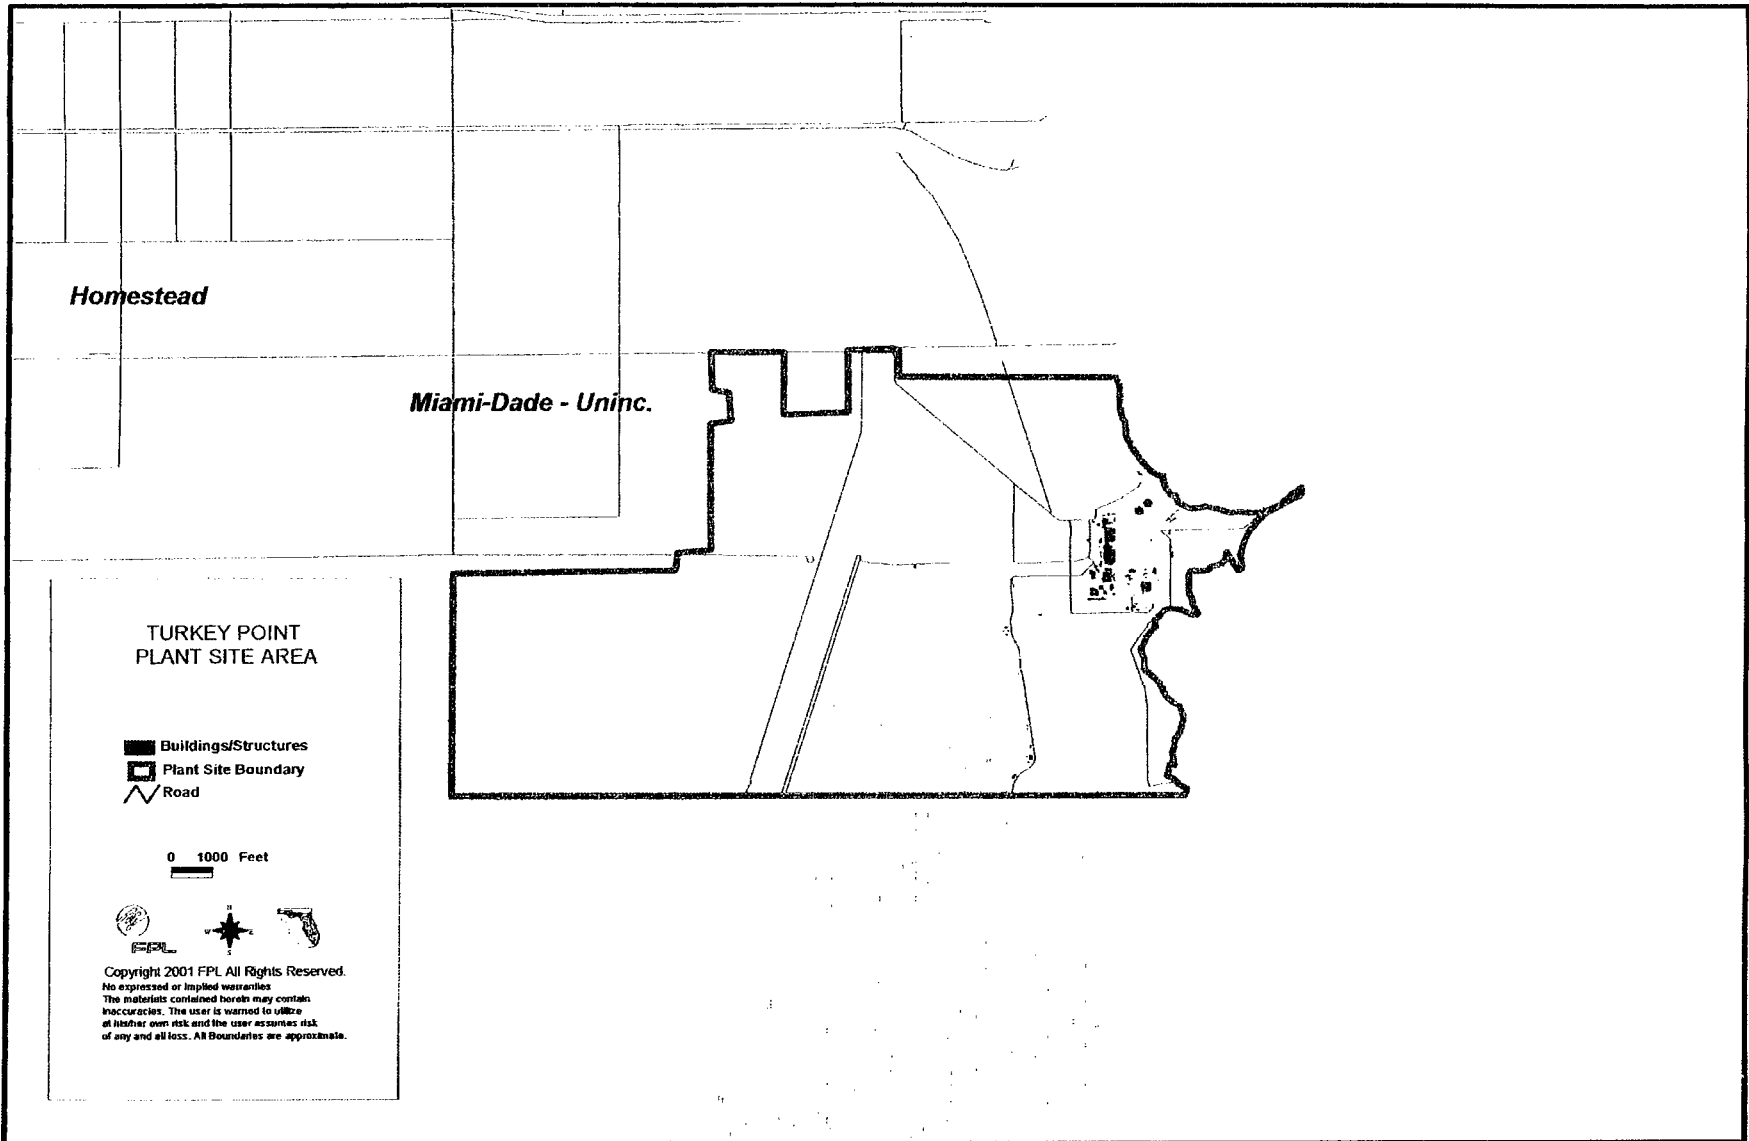 Homestead
Miami-Dade - Uninc.
TURKEY POINT
PLANT SITE AREA
Buildings/Structures
Plant Site Boundary
Road
0 1000 Feet
N
W E
S
FPL
Copyright 2001 FPL All Rights Reserved.
No expressed or implied warranties
The materials contained herein may contain
inaccuracies. The user is warned to utilize
at his/her own risk and the user assumes risk
of any and all loss. All Boundaries are approximate.